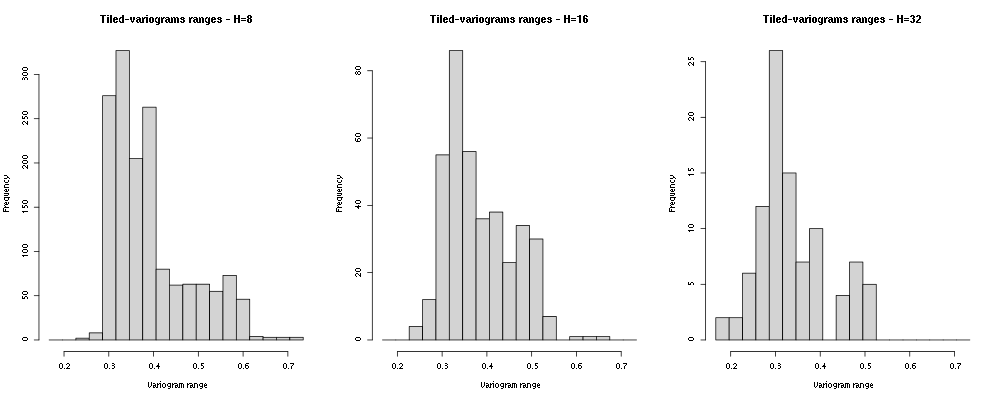 Tiled-variograms ranges - H=8
Frequency
0
50
100
150
200
250
300
0.2 0.3 0.4 0.5 0.6 0.7
Variogram range
Tiled-variograms ranges - H=16
Frequency
0
20
40
60
80
0.2 0.3 0.4 0.5 0.6 0.7
Variogram range
Tiled-variograms ranges - H=32
Frequency
0
5
10
15
20
25
0.2 0.3 0.4 0.5 0.6 0.7
Variogram range